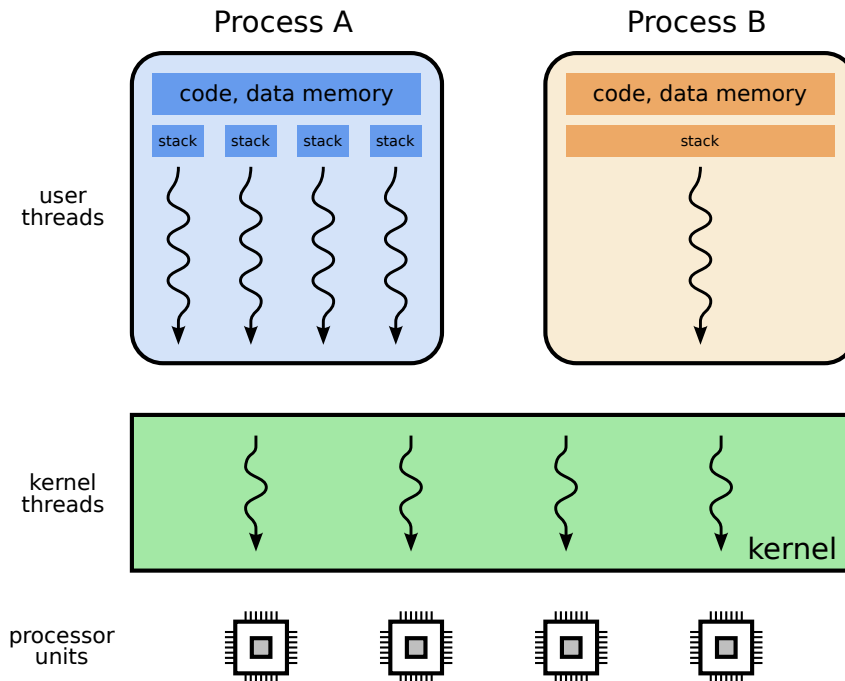 Process A
Process B
code, data memory
code, data memory
stack
stack
stack
stack
stack
user
threads
kernel
threads
kernel
processor
units